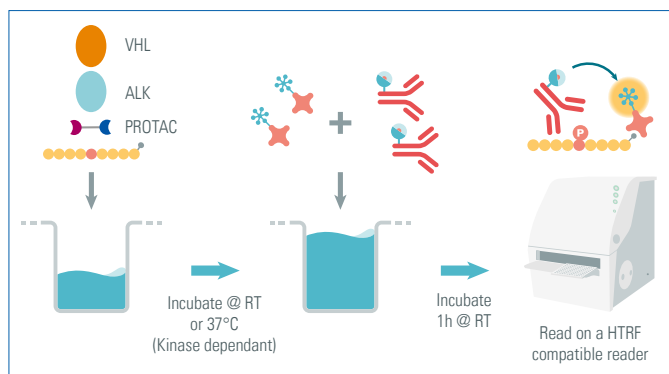 VHL
ALK
PROTAC
P
Incubate @ RT
or 37°C
(Kinase dependant)
Incubate
1h @ RT
Read on a HTRF
compatible reader